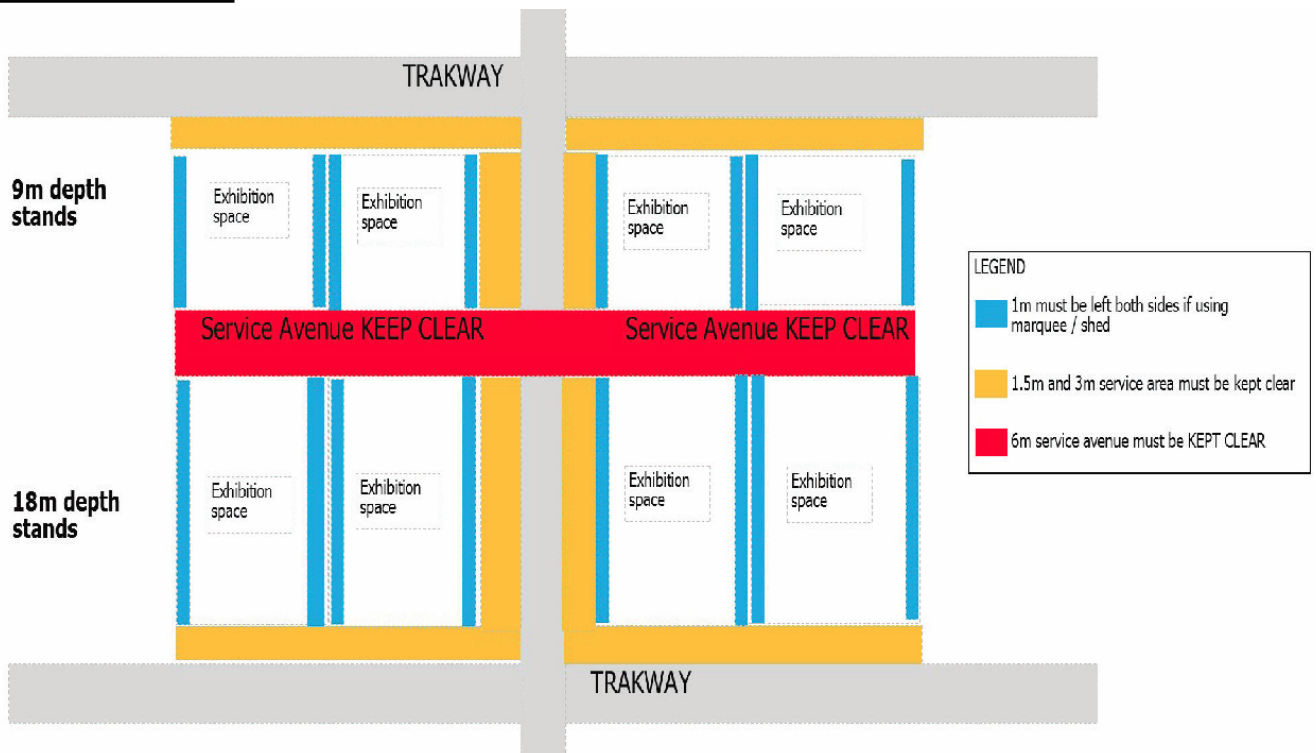 TRAKWAY
9m depth
stands
Exhibition
space
Exhibition
space
Exhibition
space
Exhibition
space
Service Avenue KEEP CLEAR
Service Avenue KEEP CLEAR
LEGEND
1m must be left both sides if using
marquee / shed
1.5m and 3m service area must be kept clear
6m service avenue must be KEPT CLEAR
18m depth
stands
Exhibition
space
Exhibition
space
Exhibition
space
Exhibition
space
TRAKWAY